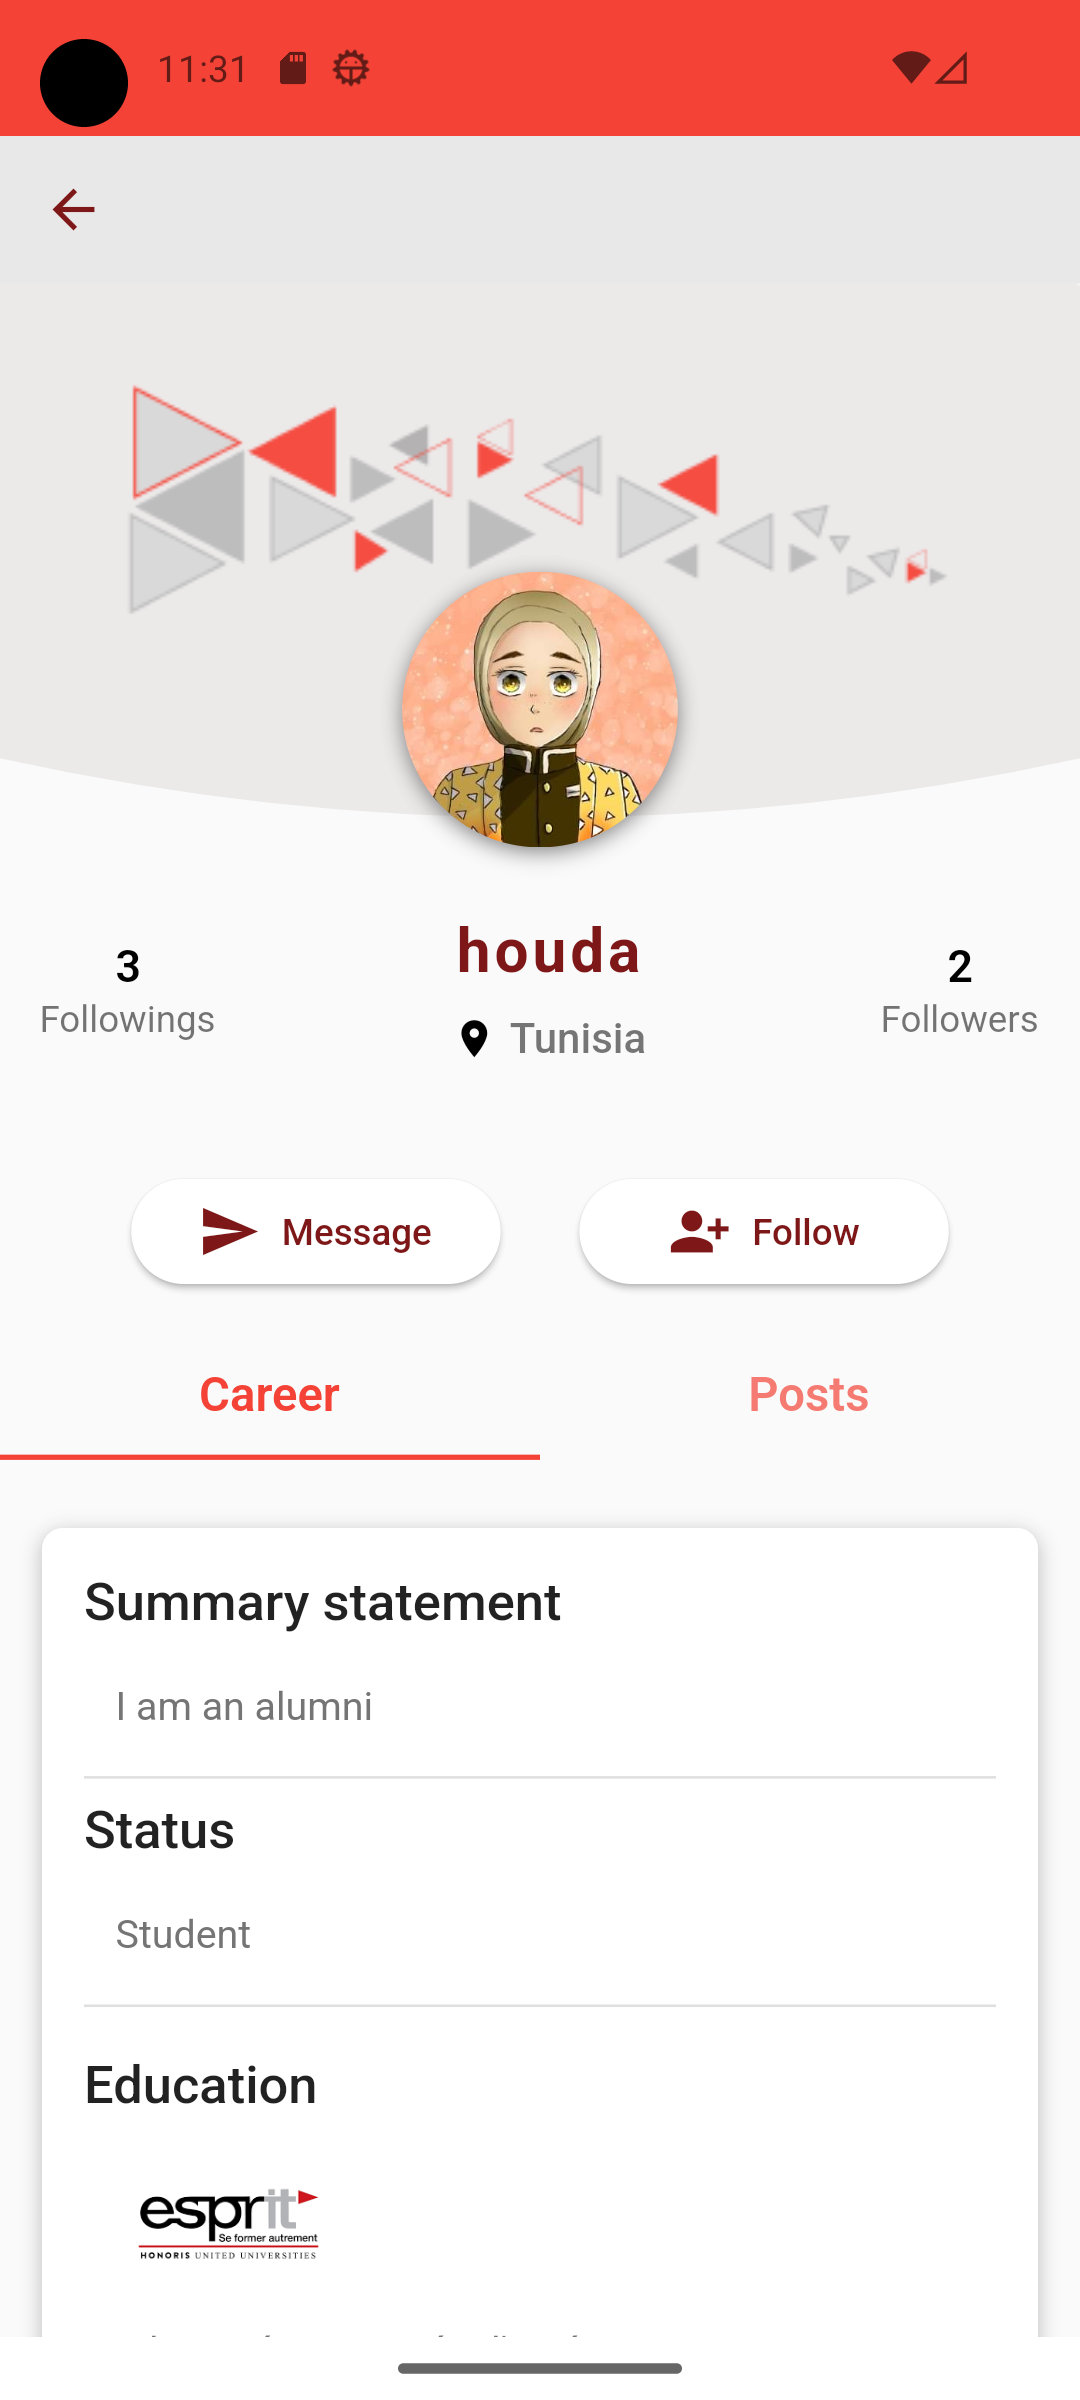 11:31
houda
3
Followings
Tunisia
2
Followers
Message
Follow
Career
Posts
Summary statement
I am an alumni
Status
Student
Education
esprit
Se former autrement
HONORIS UNITED UNIVERSITIES